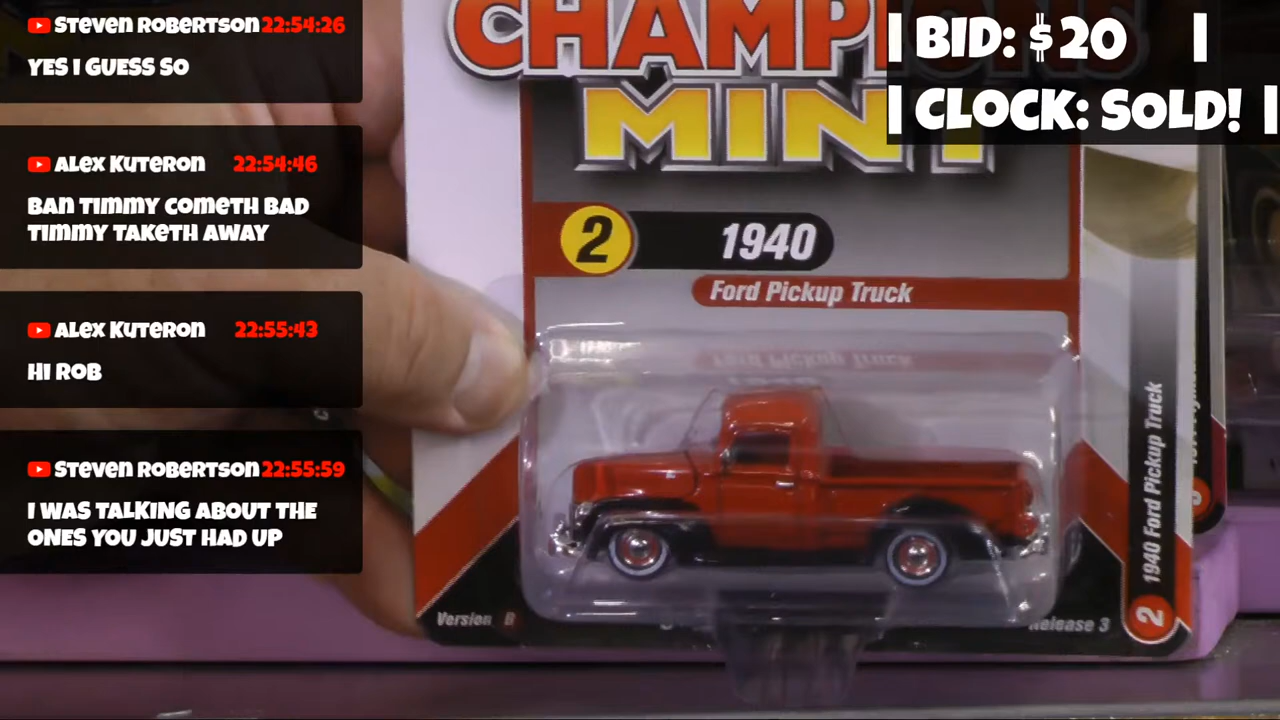 Steven Robertson 22:54:26
YES I GUESS SO
Alex Kuteron 22:54:46
BAN TIMMY COMETH BAD
TIMMY TAKETH AWAY
Alex Kuteron 22:55:43
HI ROB
Steven Robertson 22:55:59
I WAS TALKING ABOUT THE
ONES YOU JUST HAD UP
| BID: $20 |
| CLOCK: SOLD! |
CHAMPIONS
MINT
2 1940
Ford Pickup Truck
Version B
Release 3
2 1940 Ford Pickup Truck